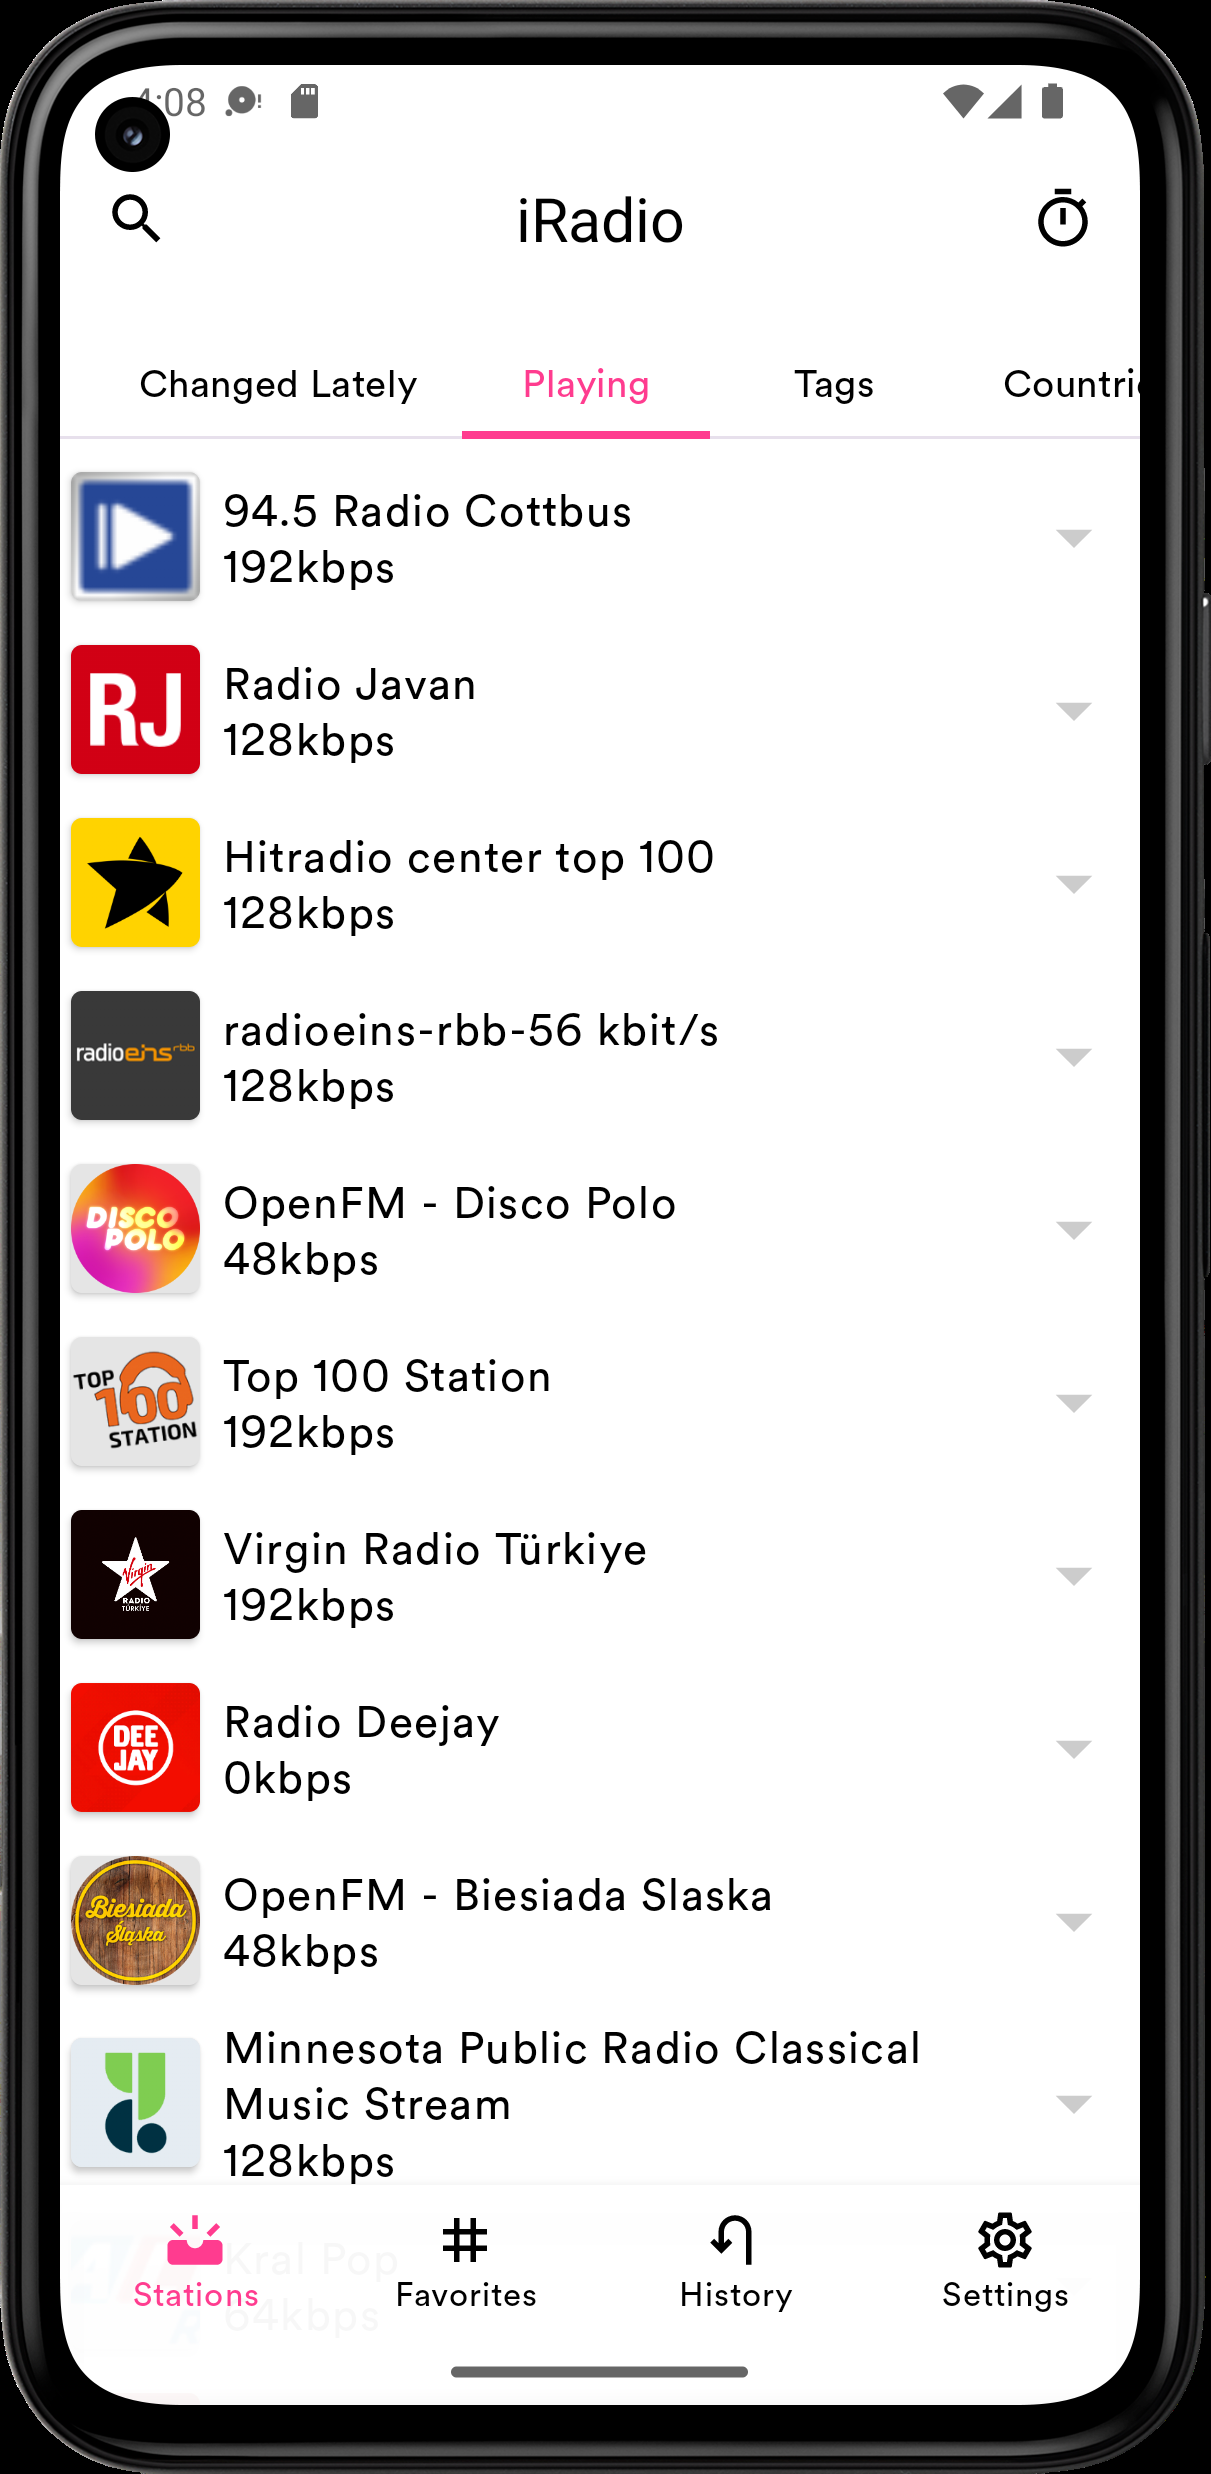 4:08
iRadio
Changed Lately
Playing
Tags
Countri
94.5 Radio Cottbus
192kbps
RJ
Radio Javan
128kbps
Hitradio center top 100
128kbps
radioeins rbb
radioeins-rbb-56 kbit/s
128kbps
DISCO
POLO
OpenFM - Disco Polo
48kbps
TOP
100
STATION
Top 100 Station
192kbps
Virgin
RADIO
TÜRKİYE
Virgin Radio Türkiye
192kbps
DEE
JAY
Radio Deejay
0kbps
Biesiada
Śląska
OpenFM - Biesiada Slaska
48kbps
Minnesota Public Radio Classical
Music Stream
128kbps
Kral Pop
64kbps
Stations
Favorites
History
Settings